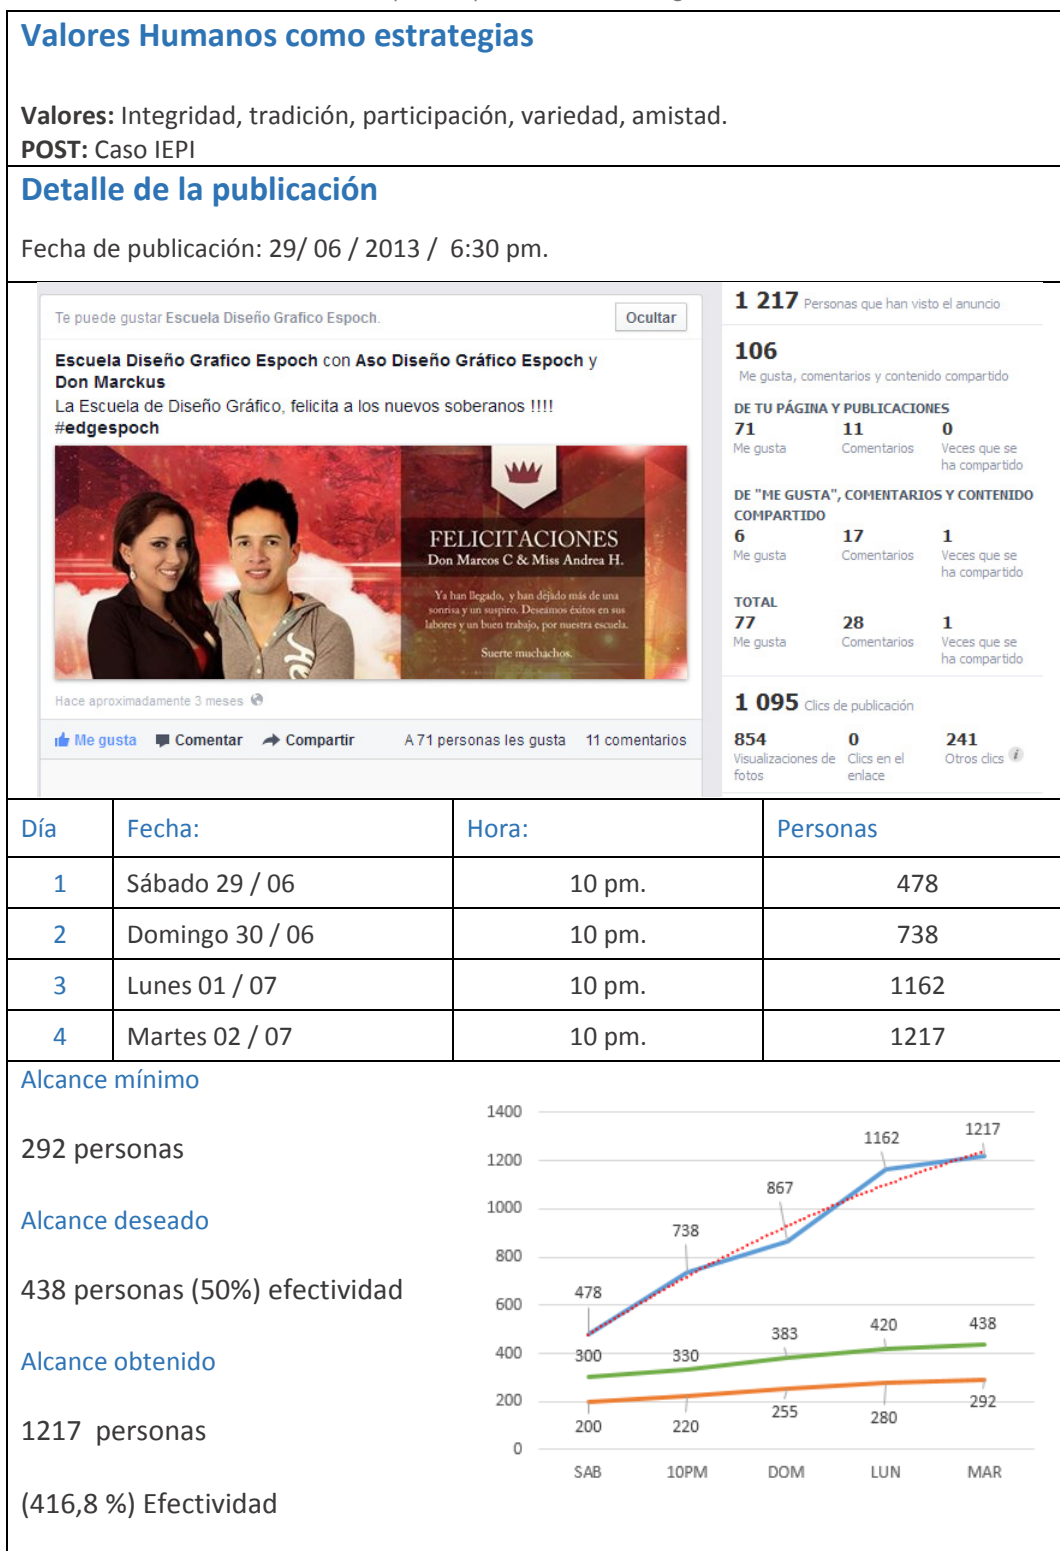 Valores Humanos como estrategias
Valores: Integridad, tradición, participación, variedad, amistad.
POST: Caso IEPI
Detalle de la publicación
Fecha de publicación: 29/ 06 / 2013 / 6:30 pm.
Te puede gustar Escuela Diseño Grafico Espoch.
Ocultar
Escuela Diseño Grafico Espoch con Aso Diseño Gráfico Espoch y
Don Marckus
La Escuela de Diseño Gráfico, felicita a los nuevos soberanos !!!!
#edgespoch
FELICITACIONES
Don Marcos C & Miss Andrea H.
Ya han llegado, y han dejado más de una
sonrisa y un suspiro. Deseamos éxitos en sus
labores y un buen trabajo, por nuestra escuela.
Suerte muchachos.
Hace aproximadamente 3 meses
Me gusta Comentar Compartir A 71 personas les gusta 11 comentarios
1 217 Personas que han visto el anuncio
106
Me gusta, comentarios y contenido compartido
DE TU PÁGINA Y PUBLICACIONES
71 11 0
Me gusta Comentarios Veces que se
ha compartido
DE "ME GUSTA", COMENTARIOS Y CONTENIDO
COMPARTIDO
6 17 1
Me gusta Comentarios Veces que se
ha compartido
TOTAL
77 28 1
Me gusta Comentarios Veces que se
ha compartido
1 095 Clics de publicación
854 0 241
Visualizaciones de Clics en el Otros clics i
fotos enlace
Día Fecha: Hora: Personas
1 Sábado 29 / 06 10 pm. 478
2 Domingo 30 / 06 10 pm. 738
3 Lunes 01 / 07 10 pm. 1162
4 Martes 02 / 07 10 pm. 1217
Alcance mínimo
292 personas
Alcance deseado
438 personas (50%) efectividad
Alcance obtenido
1217 personas
(416,8 %) Efectividad
1400
1200
1000
800
600
400
200
0
478 738 867 1162 1217
300 330 383 420 438
200 220 255 280 292
SAB 10PM DOM LUN MAR